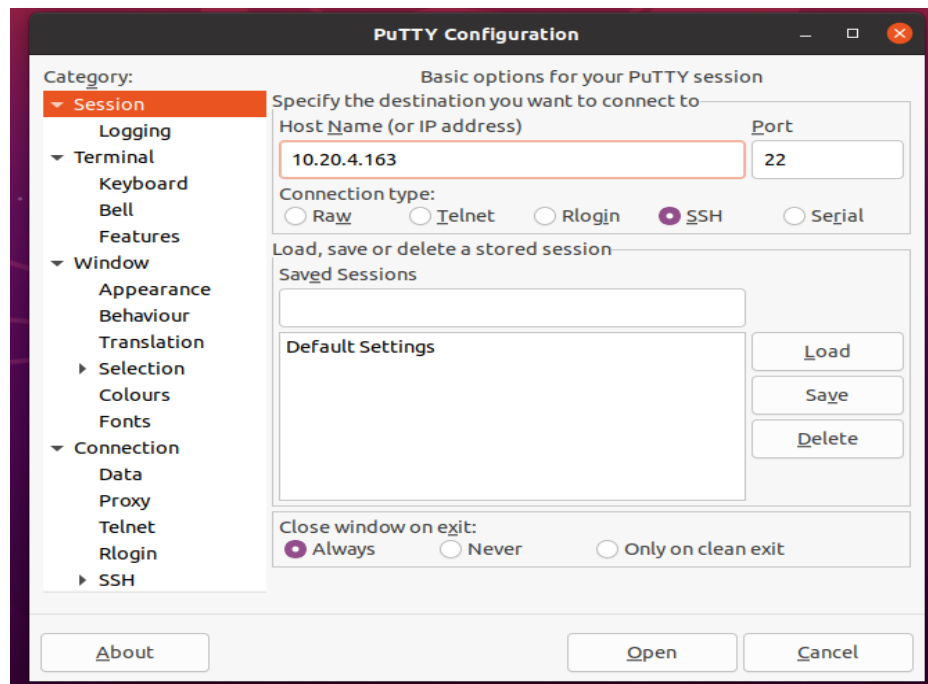 PuTTY Configuration
Category:
Session
Logging
Terminal
Keyboard
Bell
Features
Window
Appearance
Behaviour
Translation
Selection
Colours
Fonts
Connection
Data
Proxy
Telnet
Rlogin
SSH
Basic options for your PuTTY session
Specify the destination you want to connect to
Host Name (or IP address) Port
10.20.4.163 22
Connection type:
Raw Telnet Rlogin SSH Serial
Load, save or delete a stored session
Saved Sessions
Default Settings
Load
Save
Delete
Close window on exit:
Always Never Only on clean exit
About Open Cancel